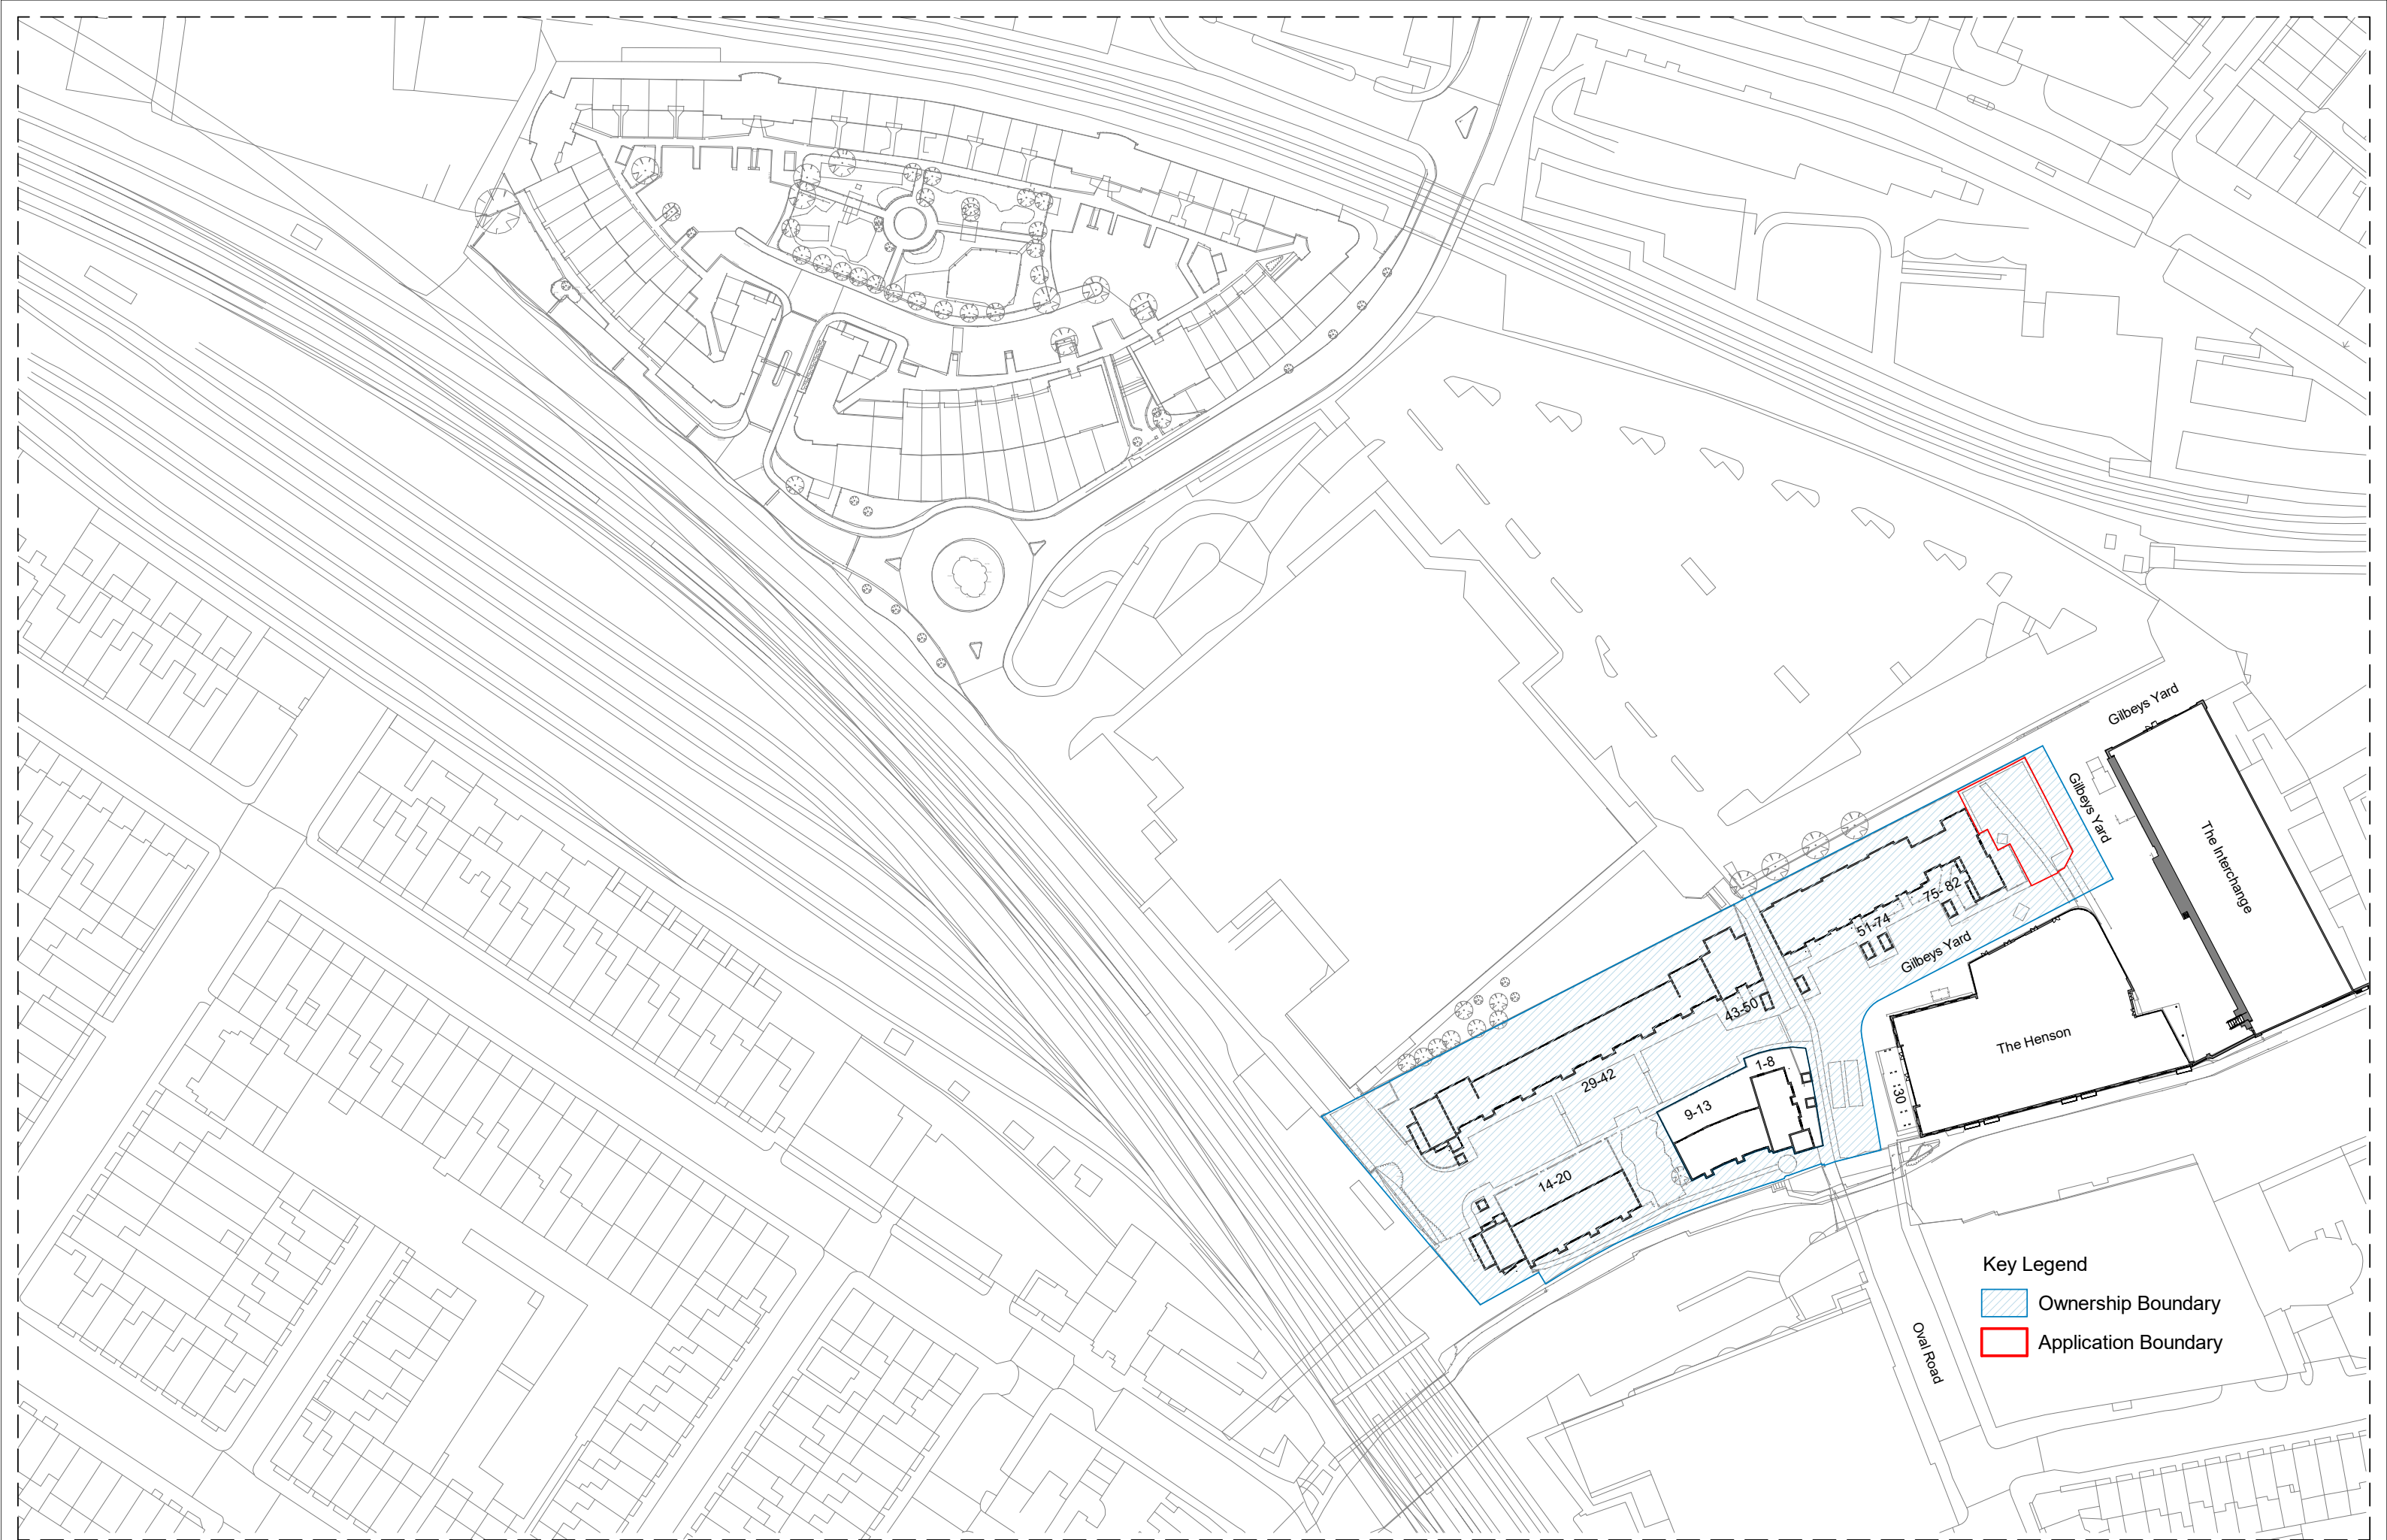 Gilbeys Yard
Gilbeys Yard
The Interchange
75- 82
51-74
Gilbeys Yard
43-50
The Henson
:30
1-8
29-42
9-13
14-20
Oval Road
Key Legend
Ownership Boundary
Application Boundary